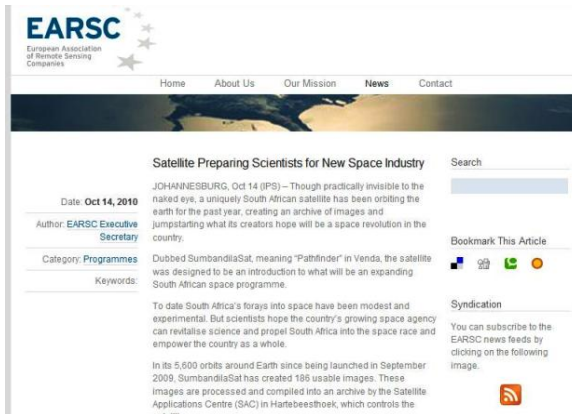 EARSC
European Association
of Remote Sensing
Companies
Home About Us Our Mission News Contact
Satellite Preparing Scientists for New Space Industry
Date: Oct 14, 2010
Author: EARSC Executive
Secretary
Category: Programmes
Keywords:
JOHANNESBURG, Oct 14 (IPS) – Though practically invisible to the
naked eye, a uniquely South African satellite has been orbiting the
earth for the past year, creating an archive of images and
jumpstarting what its creators hope will be a space revolution in the
country.
Dubbed SumbandilaSat, meaning "Pathfinder" in Venda, the satellite
was designed to be an introduction to what will be an expanding
South African space programme.
To date South Africa's forays into space have been modest and
experimental. But scientists hope the country's growing space agency
can revitalise science and propel South Africa into the space race and
empower the country as a whole.
In its 5,600 orbits around Earth since being launched in September
2009, SumbandilaSat has created 186 usable images. These
images are processed and compiled into an archive by the Satellite
Applications Centre (SAC) in Hartebeesthoek, which controls the
Search
Bookmark This Article
Syndication
You can subscribe to the
EARSC news feeds by
clicking on the following
image.